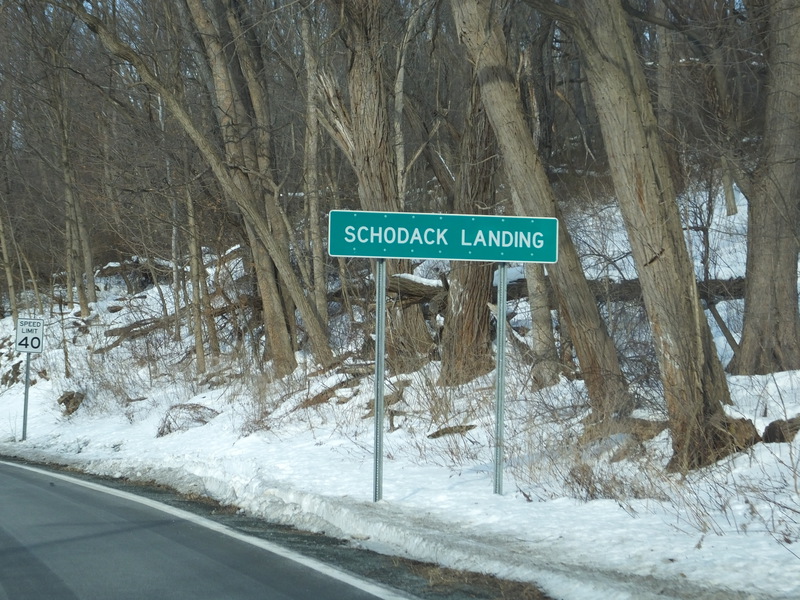 SCHODACK LANDING
SPEED
LIMIT
40